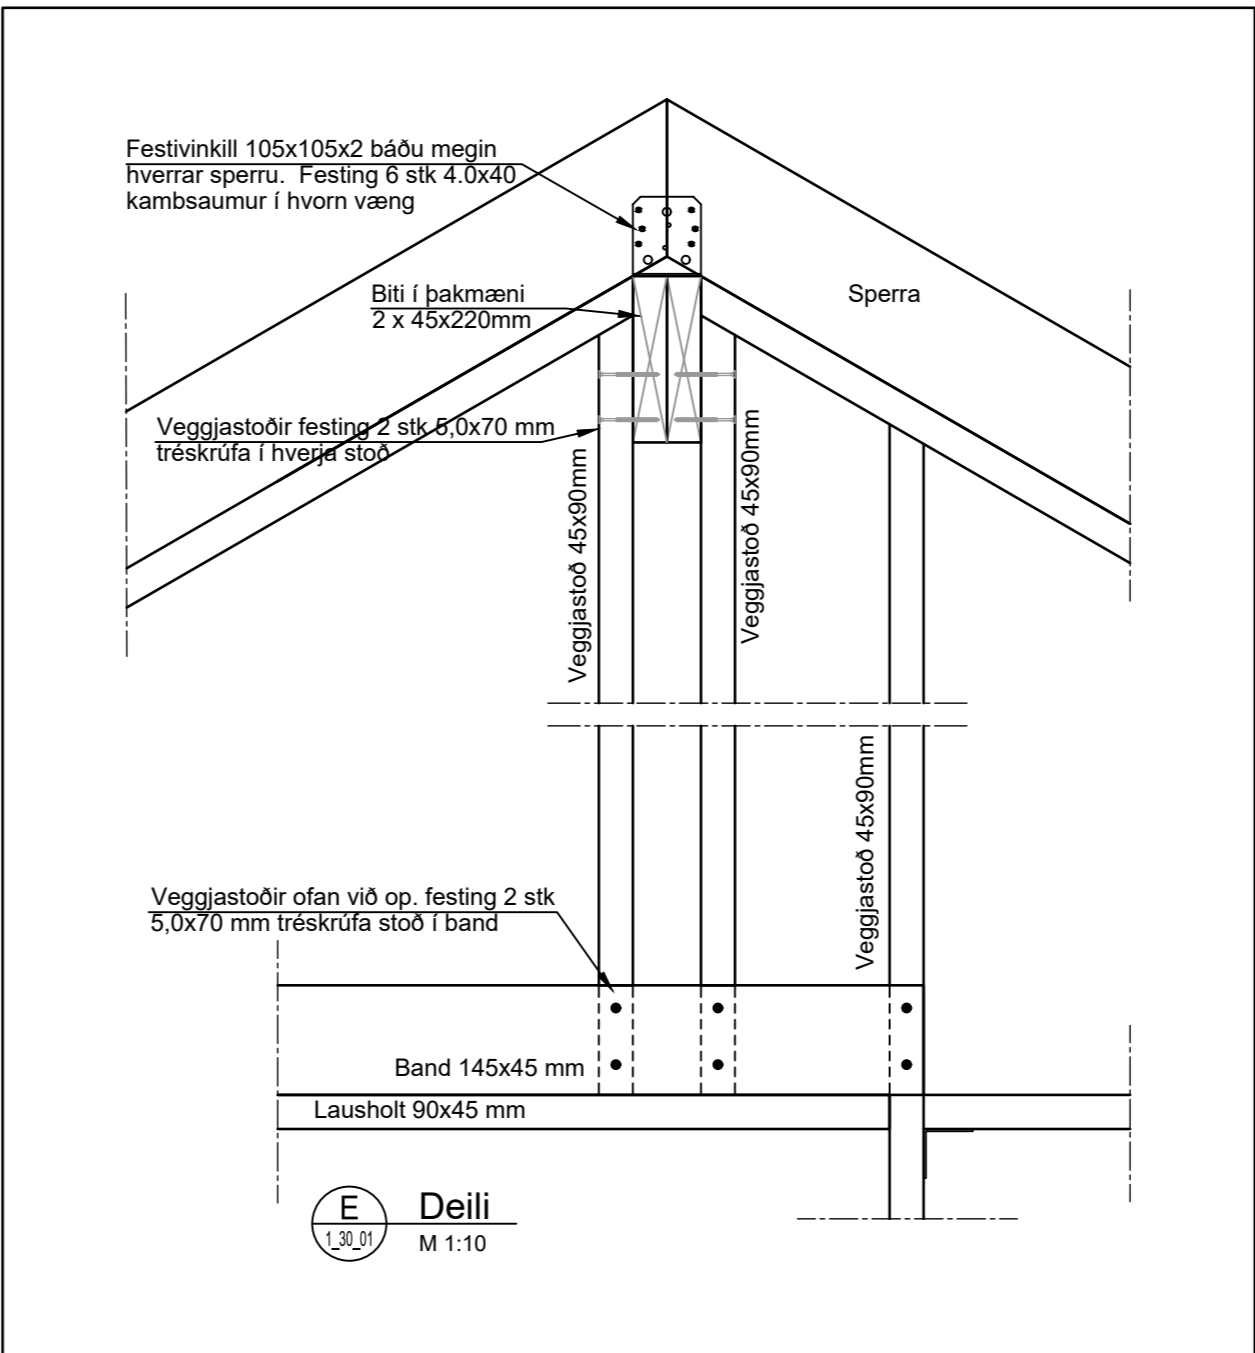 Festivinkill 105x105x2 báðu megin
hverrar sperru. Festing 6 stk 4.0x40
kambsaumur í hvorn væng
Biti í þakmæni
2 x 45x220mm
Sperra
Veggjastoðir festing 2 stk 5,0x70 mm
tréskrúfa í hverja stoð
Veggjastoð 45x90mm
Veggjastoð 45x90mm
Veggjastoð 45x90mm
Veggjastoðir ofan við op. festing 2 stk
5,0x70 mm tréskrúfa stoð í band
Band 145x45 mm
Lausholt 90x45 mm
E
1_30_01
Deili
M 1:10